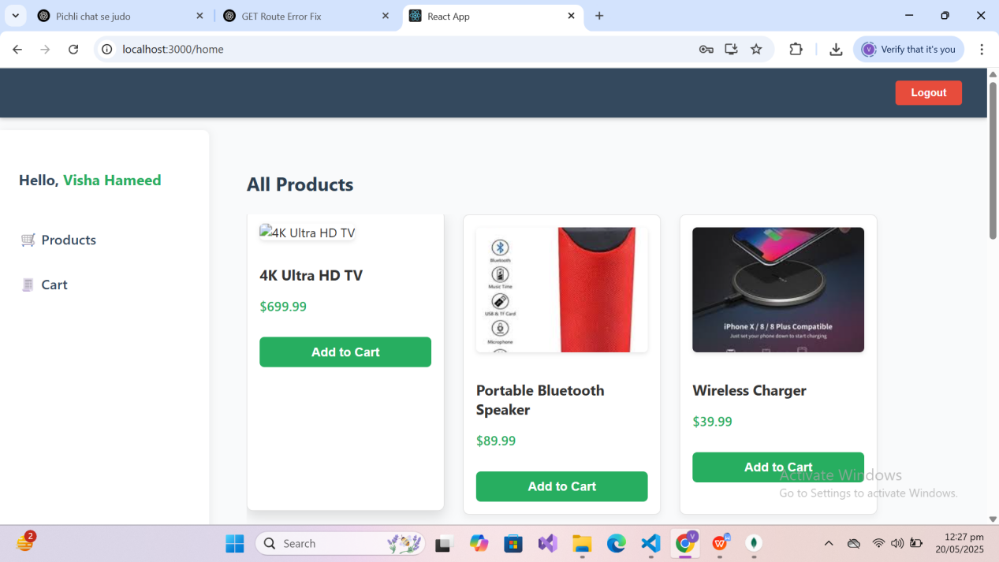 Pichli chat se judo
GET Route Error Fix
React App
localhost:3000/home
V
Verify that it's you
Logout
Hello, Visha Hameed
Products
Cart
All Products
4K Ultra HD TV
4K Ultra HD TV
$699.99
Add to Cart
Bluetooth
Music Time
USB & TF Card
Microphone
Portable Bluetooth
Speaker
$89.99
Add to Cart
iPhone X / 8 / 8 Plus Compatible
Just set your phone down to start charging
Wireless Charger
$39.99
Add to Cart
Activate Windows
Go to Settings to activate Windows.
2
Search
V
12:27 pm
20/05/2025